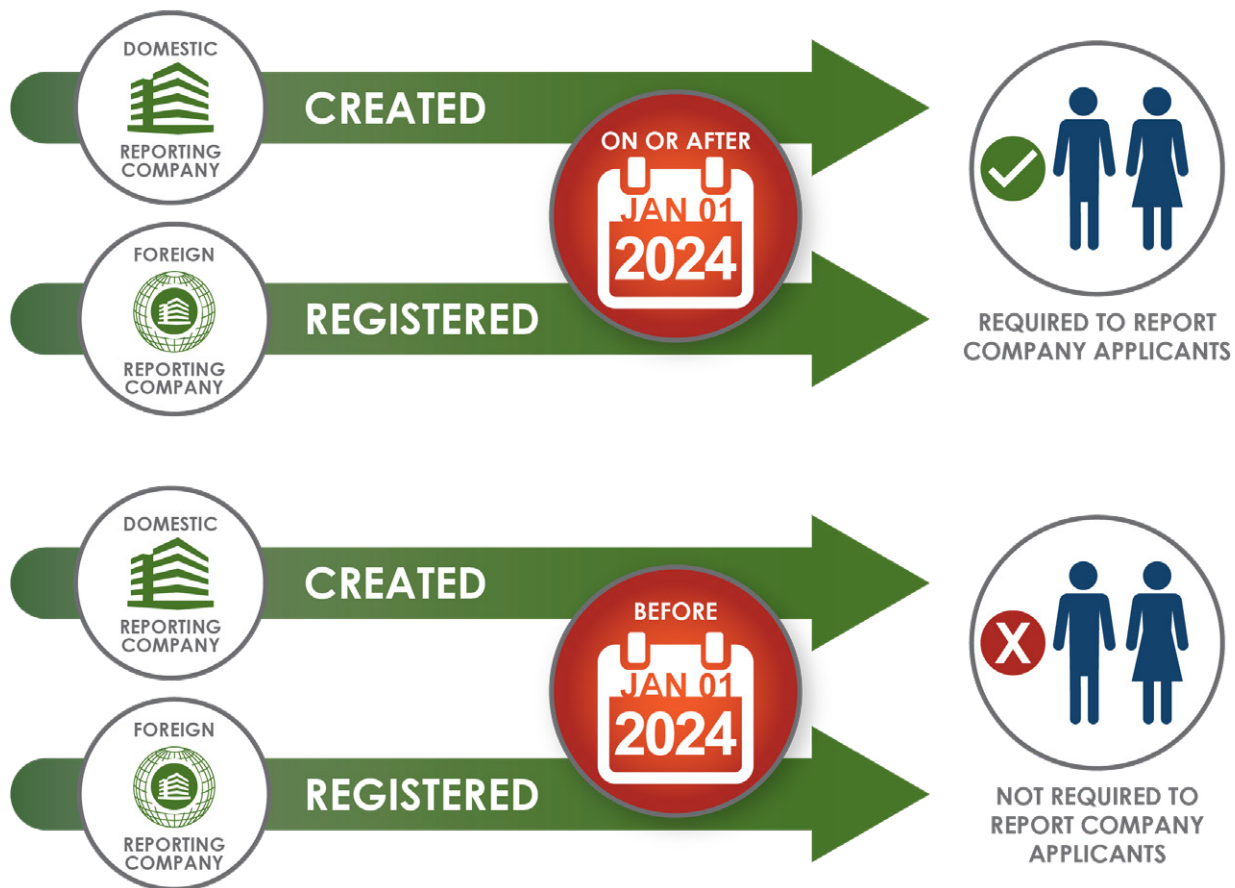 DOMESTIC
REPORTING
COMPANY
CREATED
ON OR AFTER
JAN 01
2024
FOREIGN
REPORTING
COMPANY
REGISTERED
REQUIRED TO REPORT
COMPANY APPLICANTS
DOMESTIC
REPORTING
COMPANY
CREATED
BEFORE
JAN 01
2024
FOREIGN
REPORTING
COMPANY
REGISTERED
X
NOT REQUIRED TO
REPORT COMPANY
APPLICANTS